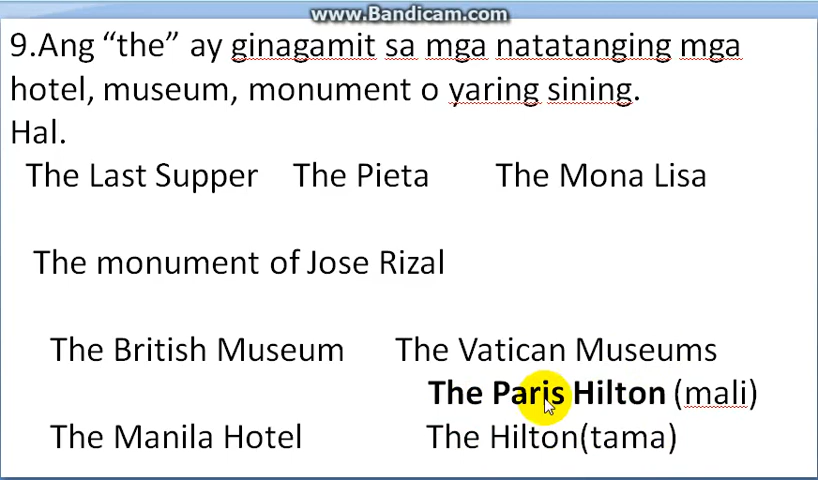 www.Bandicam.com
9.Ang “the” ay ginagamit sa mga natatanging mga
hotel, museum, monument o yaring sining.
Hal.
The Last Supper The Pieta The Mona Lisa
The monument of Jose Rizal
The British Museum The Vatican Museums
The Paris Hilton (mali)
The Manila Hotel The Hilton(tama)